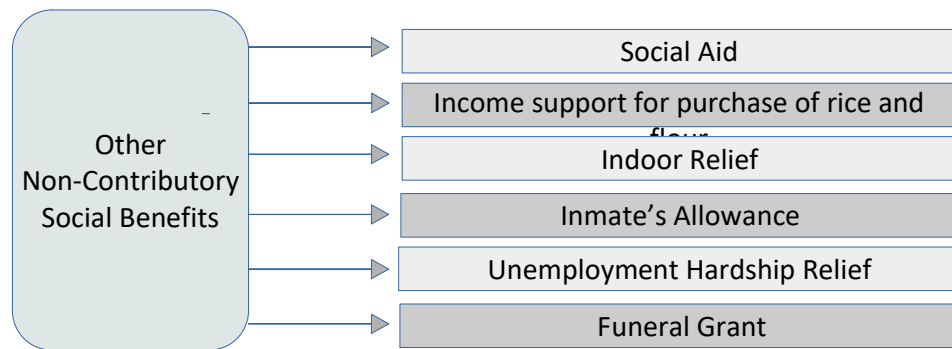 Other
Non-Contributory
Social Benefits
Social Aid
Income support for purchase of rice and
flour
Indoor Relief
Inmate’s Allowance
Unemployment Hardship Relief
Funeral Grant